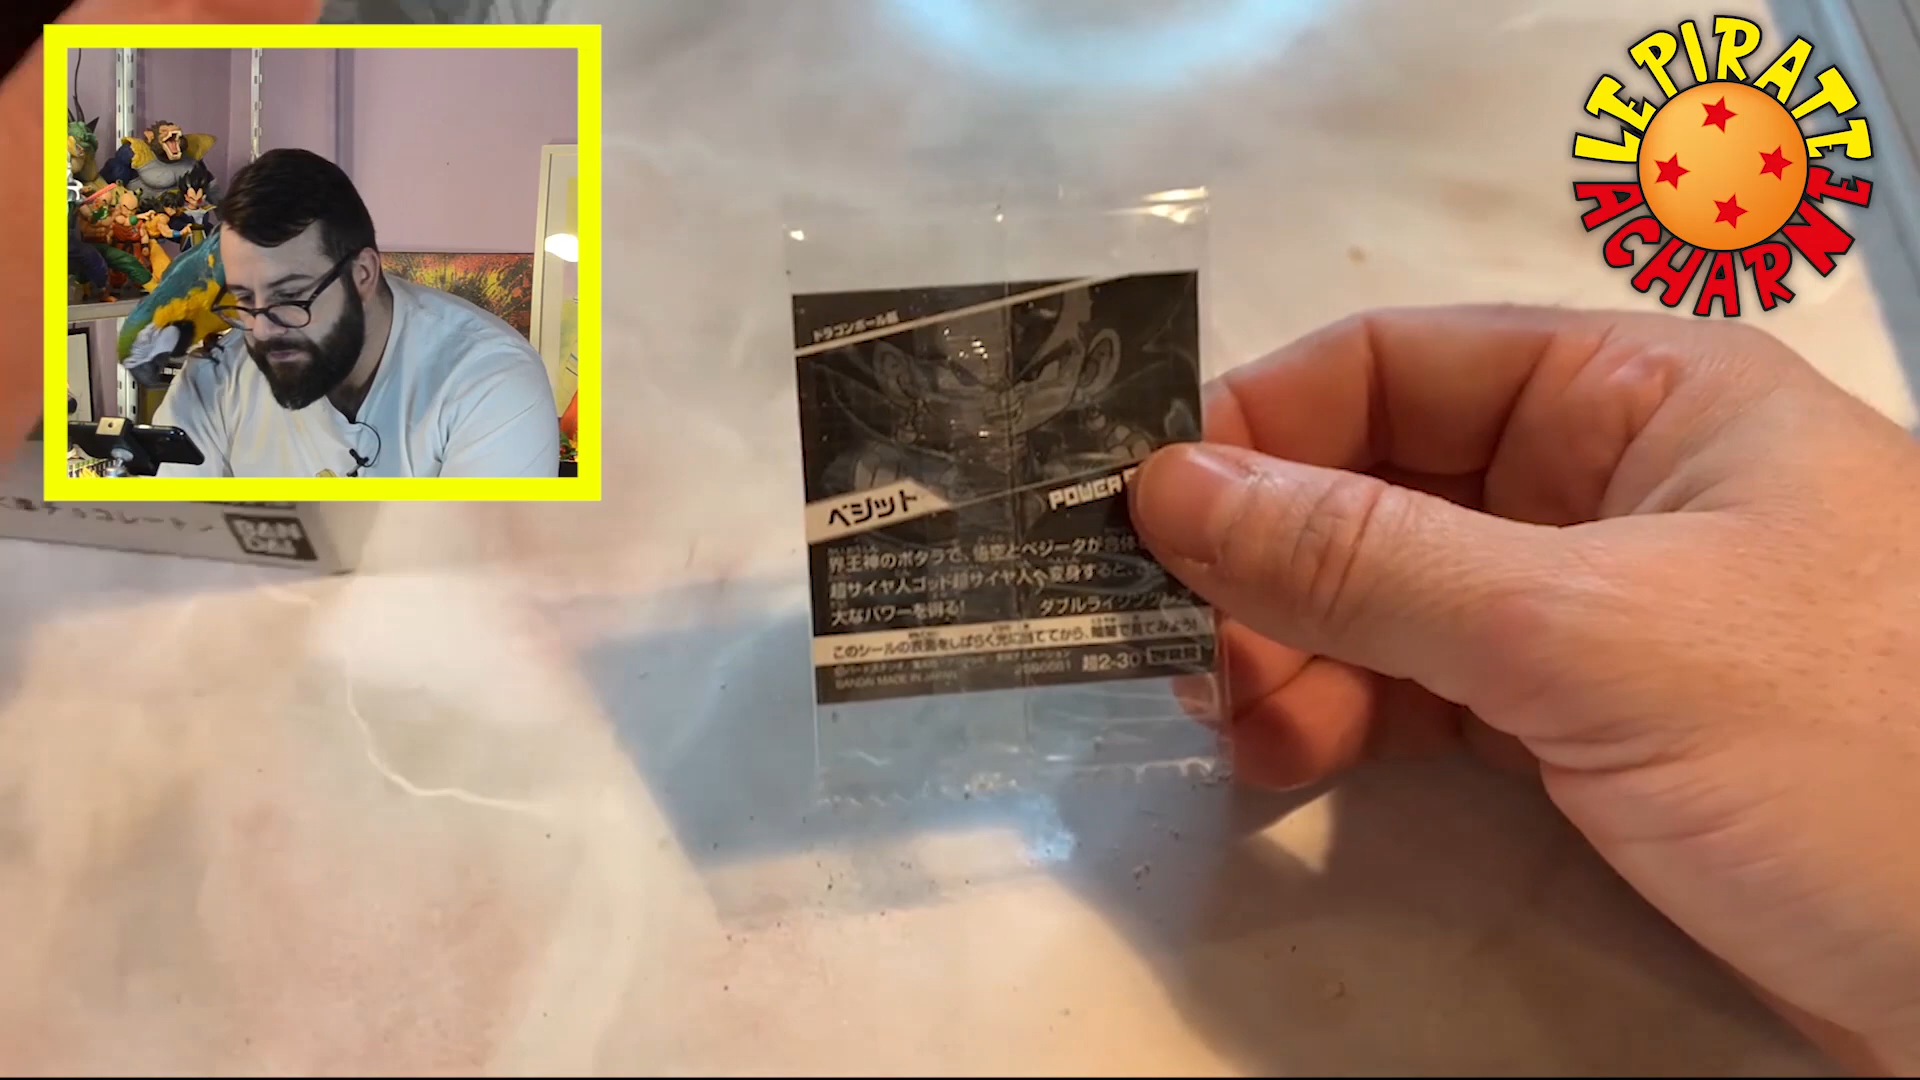 LE PIRATE
ACHARNE
BAN
DAI
ドラゴンボール超
ベジット
POWER
界王神のポタラで、悟空とベジータが合体
超サイヤ人ゴッド超サイヤ人へ変身すると、
大なパワーを得る!
ダブルライジング
このシールの表面をしばらく光に当ててから、暗闇で見てみよう!
BANDAI MADE IN JAPAN
超2-30